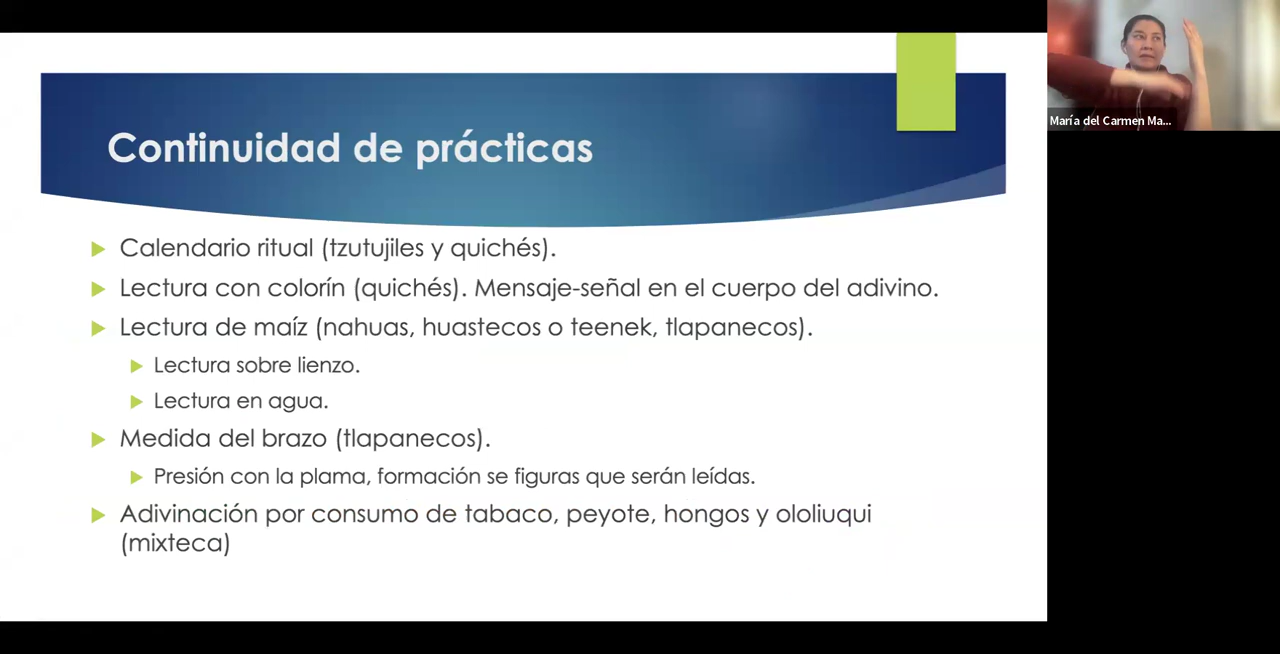 Continuidad de prácticas
María del Carmen Ma...
Calendario ritual (tzutujiles y quichés).
Lectura con colorín (quichés). Mensaje-señal en el cuerpo del adivino.
Lectura de maíz (nahuas, huastecos o teenek, tlapanecos).
Lectura sobre lienzo.
Lectura en agua.
Medida del brazo (tlapanecos).
Presión con la plama, formación se figuras que serán leídas.
Adivinación por consumo de tabaco, peyote, hongos y ololiuqui
(mixteca)